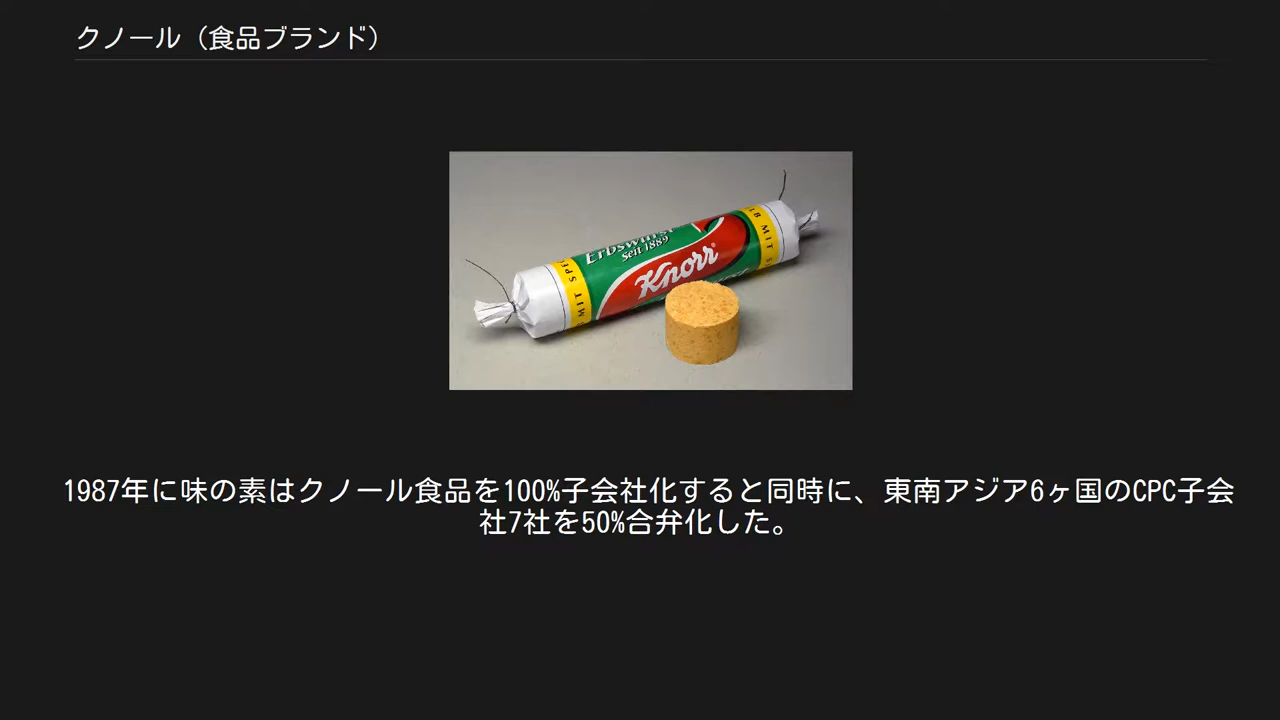 クノール（食品ブランド）
Erbswurst
Seit 1889
Knorr
1987年に味の素はクノール食品を100%子会社化すると同時に、東南アジア6ヶ国のCPC子会
社7社を50%合弁化した。